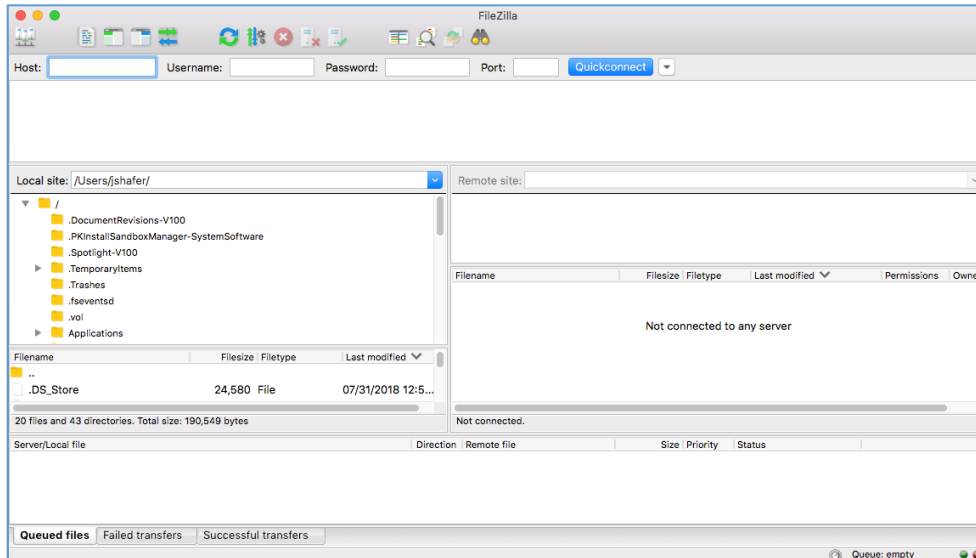 FileZilla
Host: Username: Password: Port: Quickconnect
Local site: /Users/jshafer/
Remote site:
/
.DocumentRevisions-V100
.PKInstallSandboxManager-SystemSoftware
.Spotlight-V100
.TemporaryItems
.Trashes
.fseventsd
.vol
Applications
Filename Filesize Filetype Last modified
..
.DS_Store 24,580 File 07/31/2018 12:5...
20 files and 43 directories. Total size: 190,549 bytes
Filename Filesize Filetype Last modified Permissions Owne
Not connected to any server
Not connected.
Server/Local file Direction Remote file Size Priority Status
Queued files Failed transfers Successful transfers
Queue: empty